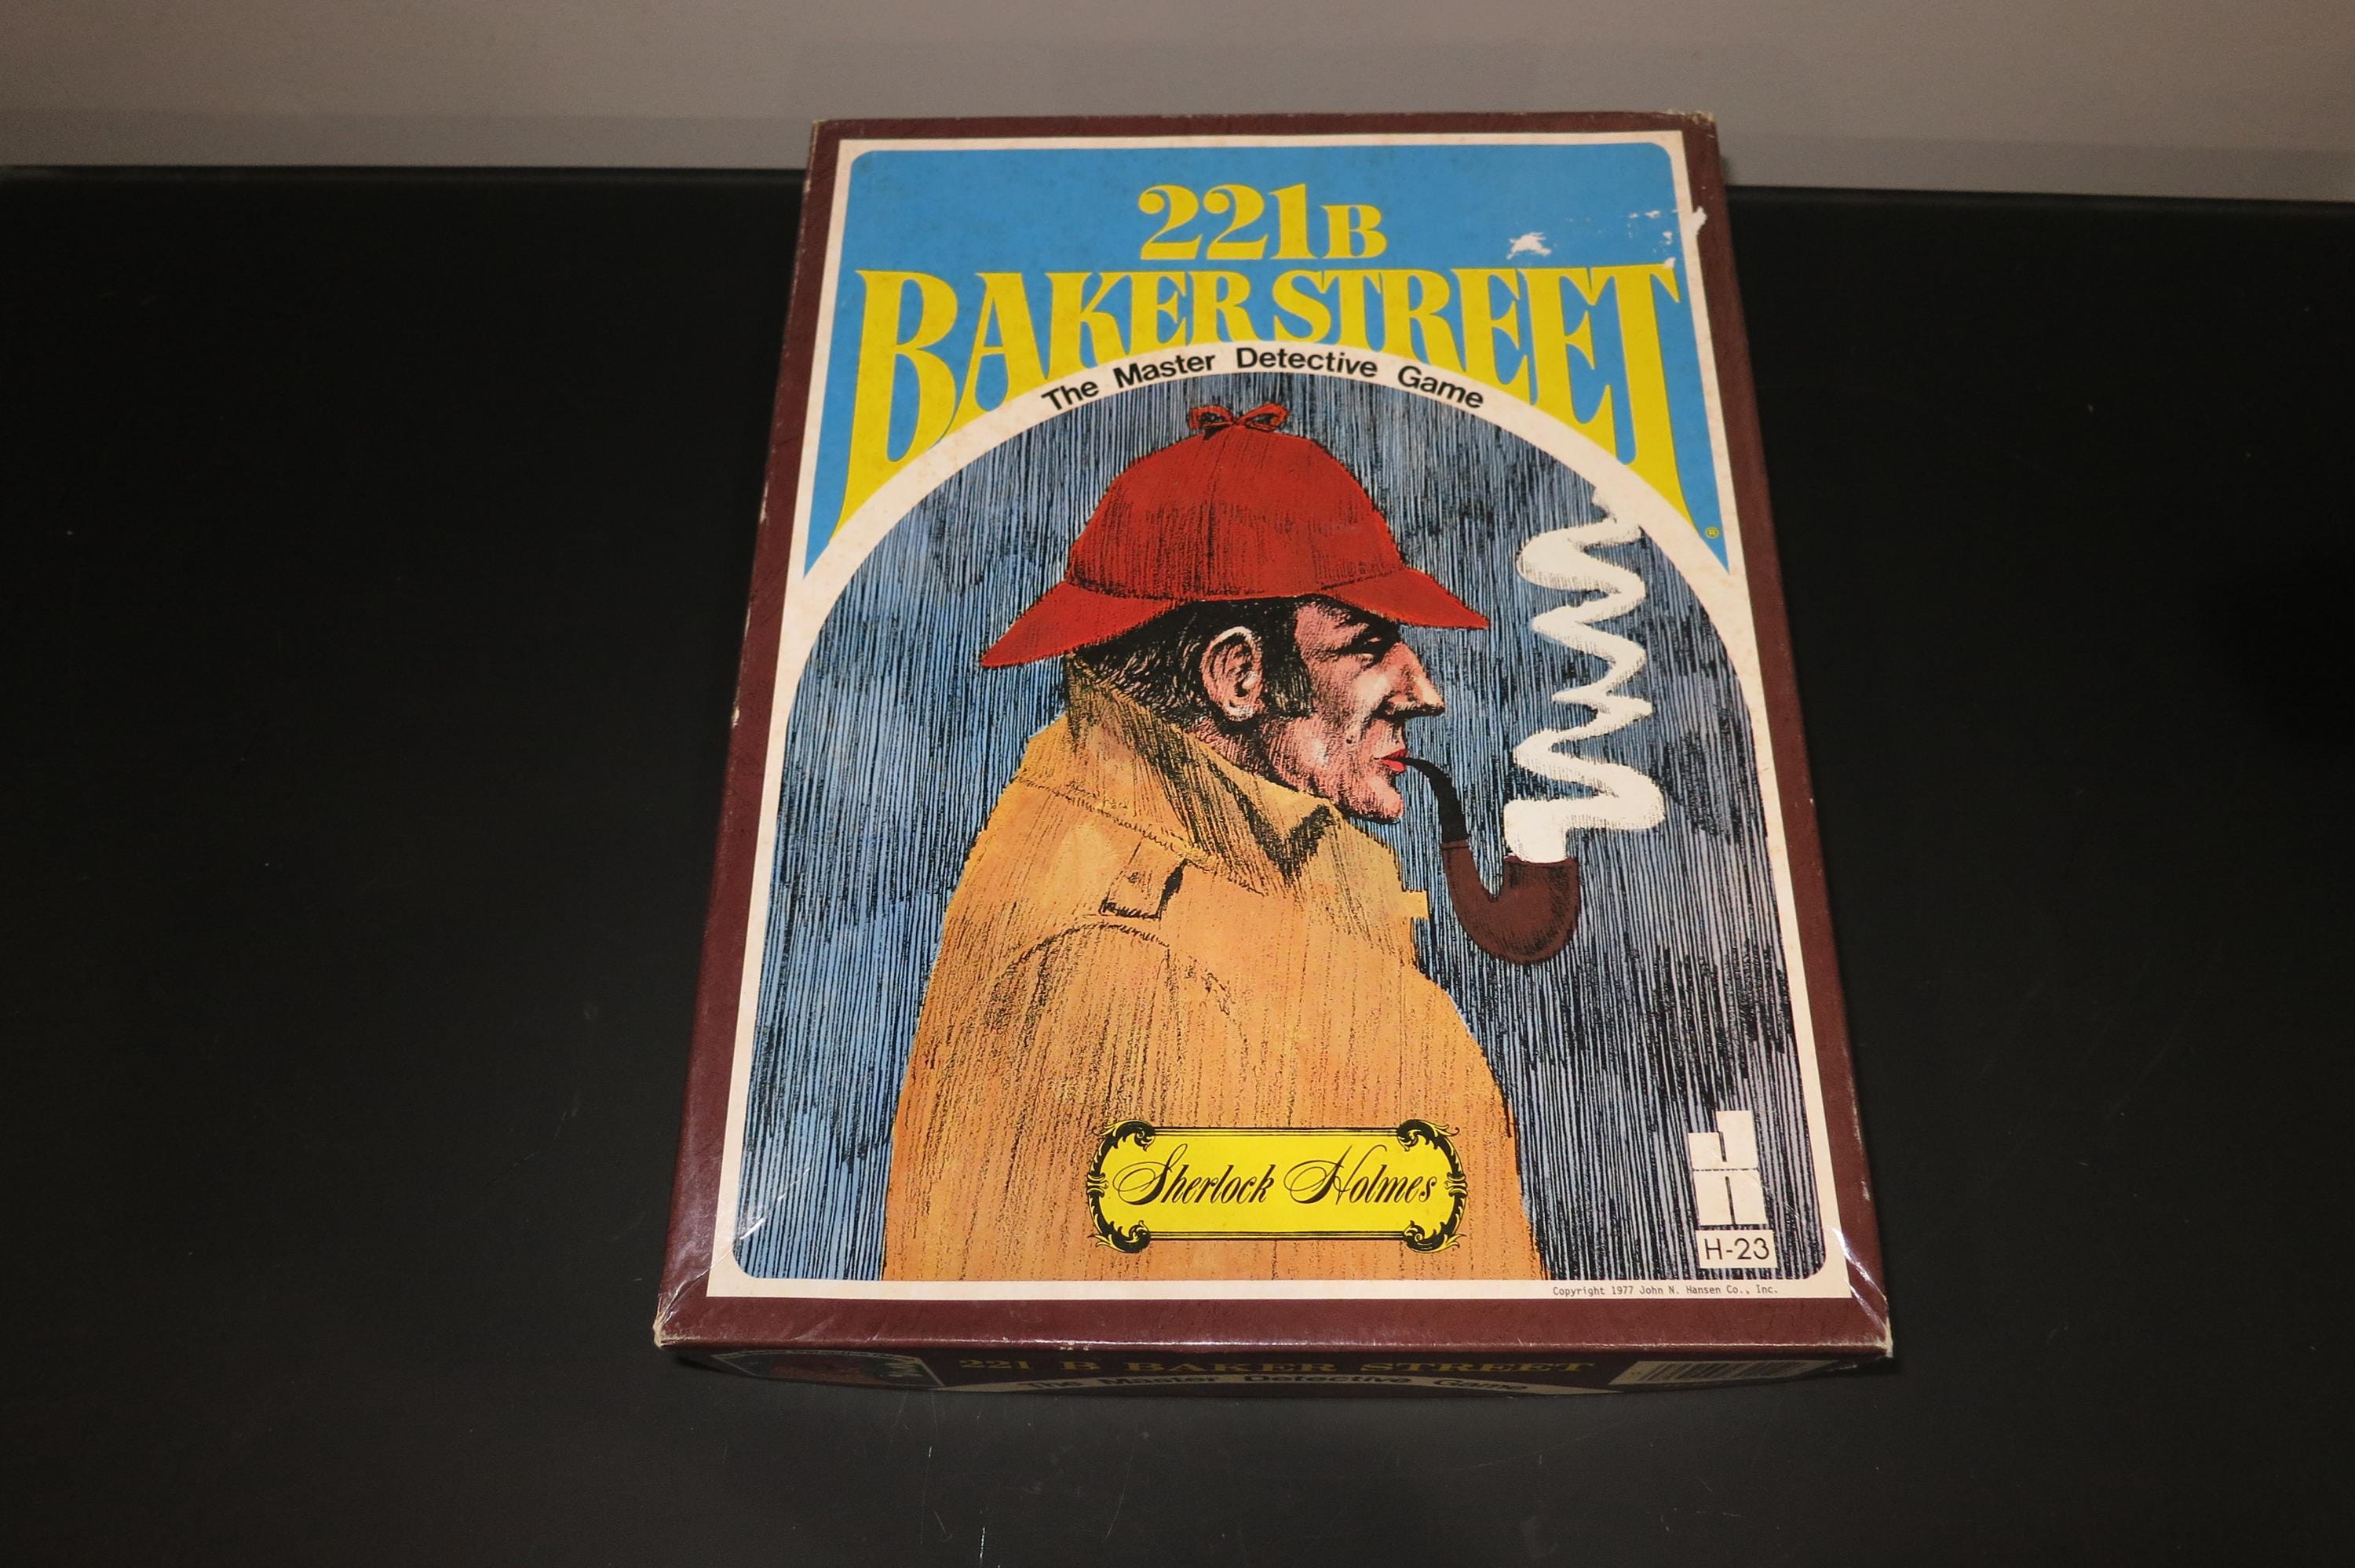 221B
BAKER STREET
®
The Master Detective Game
Sherlock Holmes
JH
H-23
Copyright 1977 John N. Hansen Co., Inc.
221 B BAKER STREET
The Master Detective Game